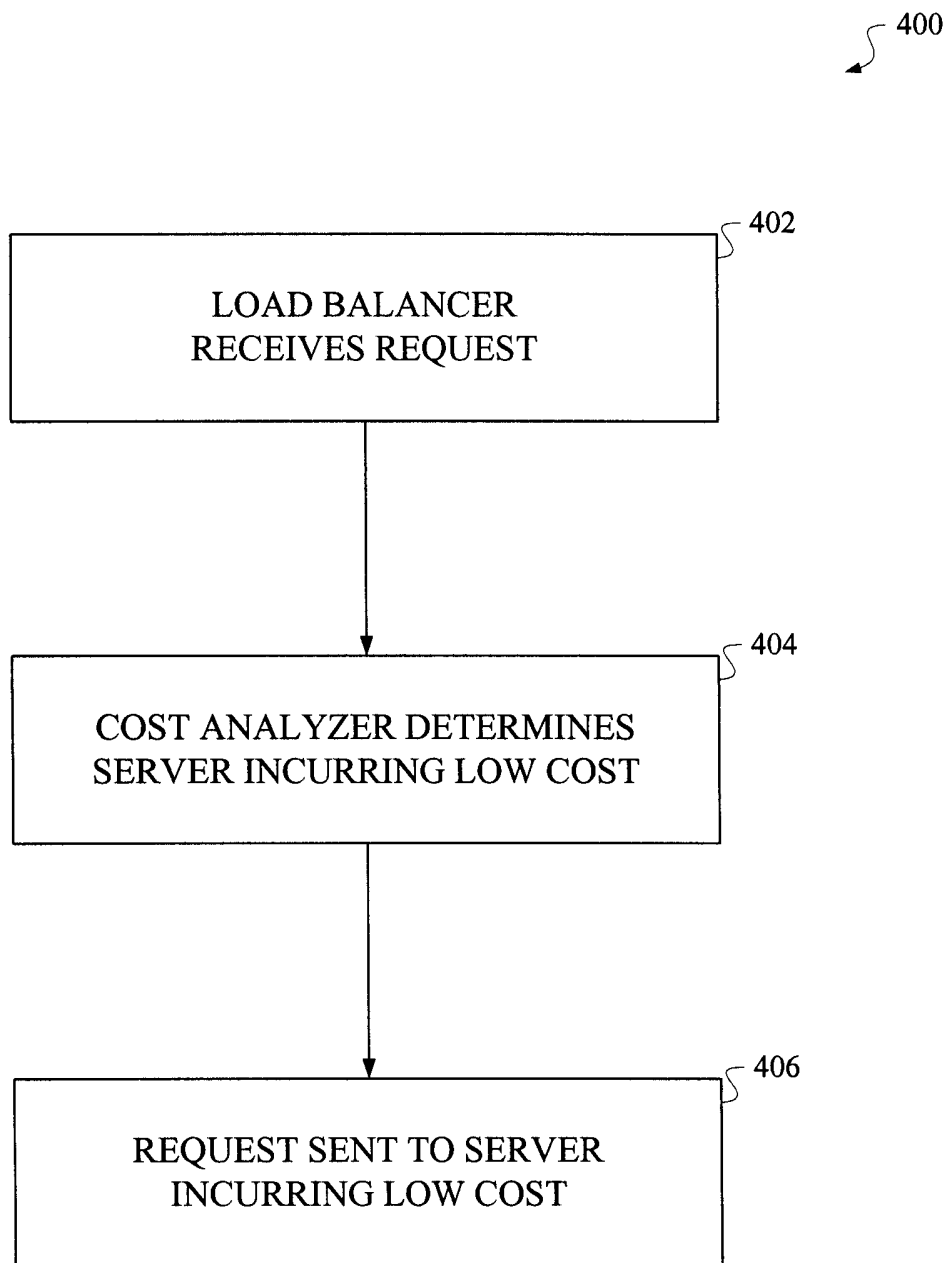 400
402
LOAD BALANCER
RECEIVES REQUEST
404
COST ANALYZER DETERMINES
SERVER INCURRING LOW COST
406
REQUEST SENT TO SERVER
INCURRING LOW COST